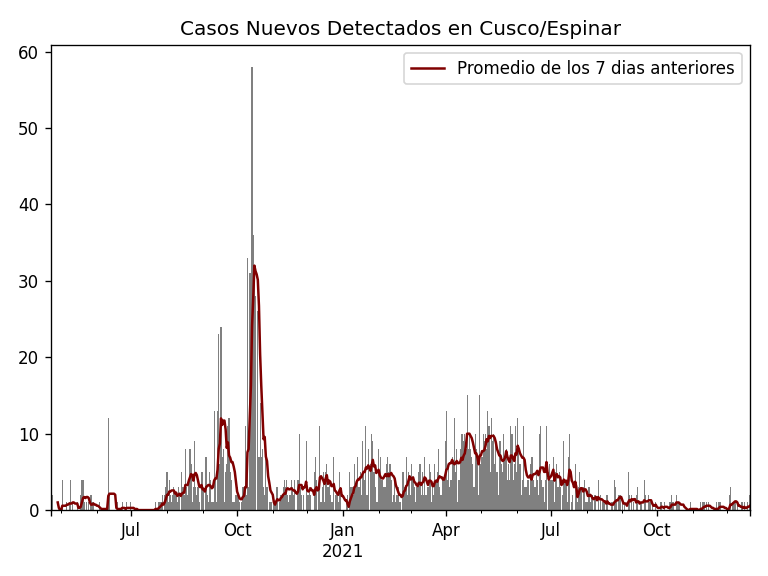 Casos Nuevos Detectados en Cusco/Espinar
Promedio de los 7 dias anteriores
60
50
40
30
20
10
0
Jul
Oct
Jan
2021
Apr
Jul
Oct